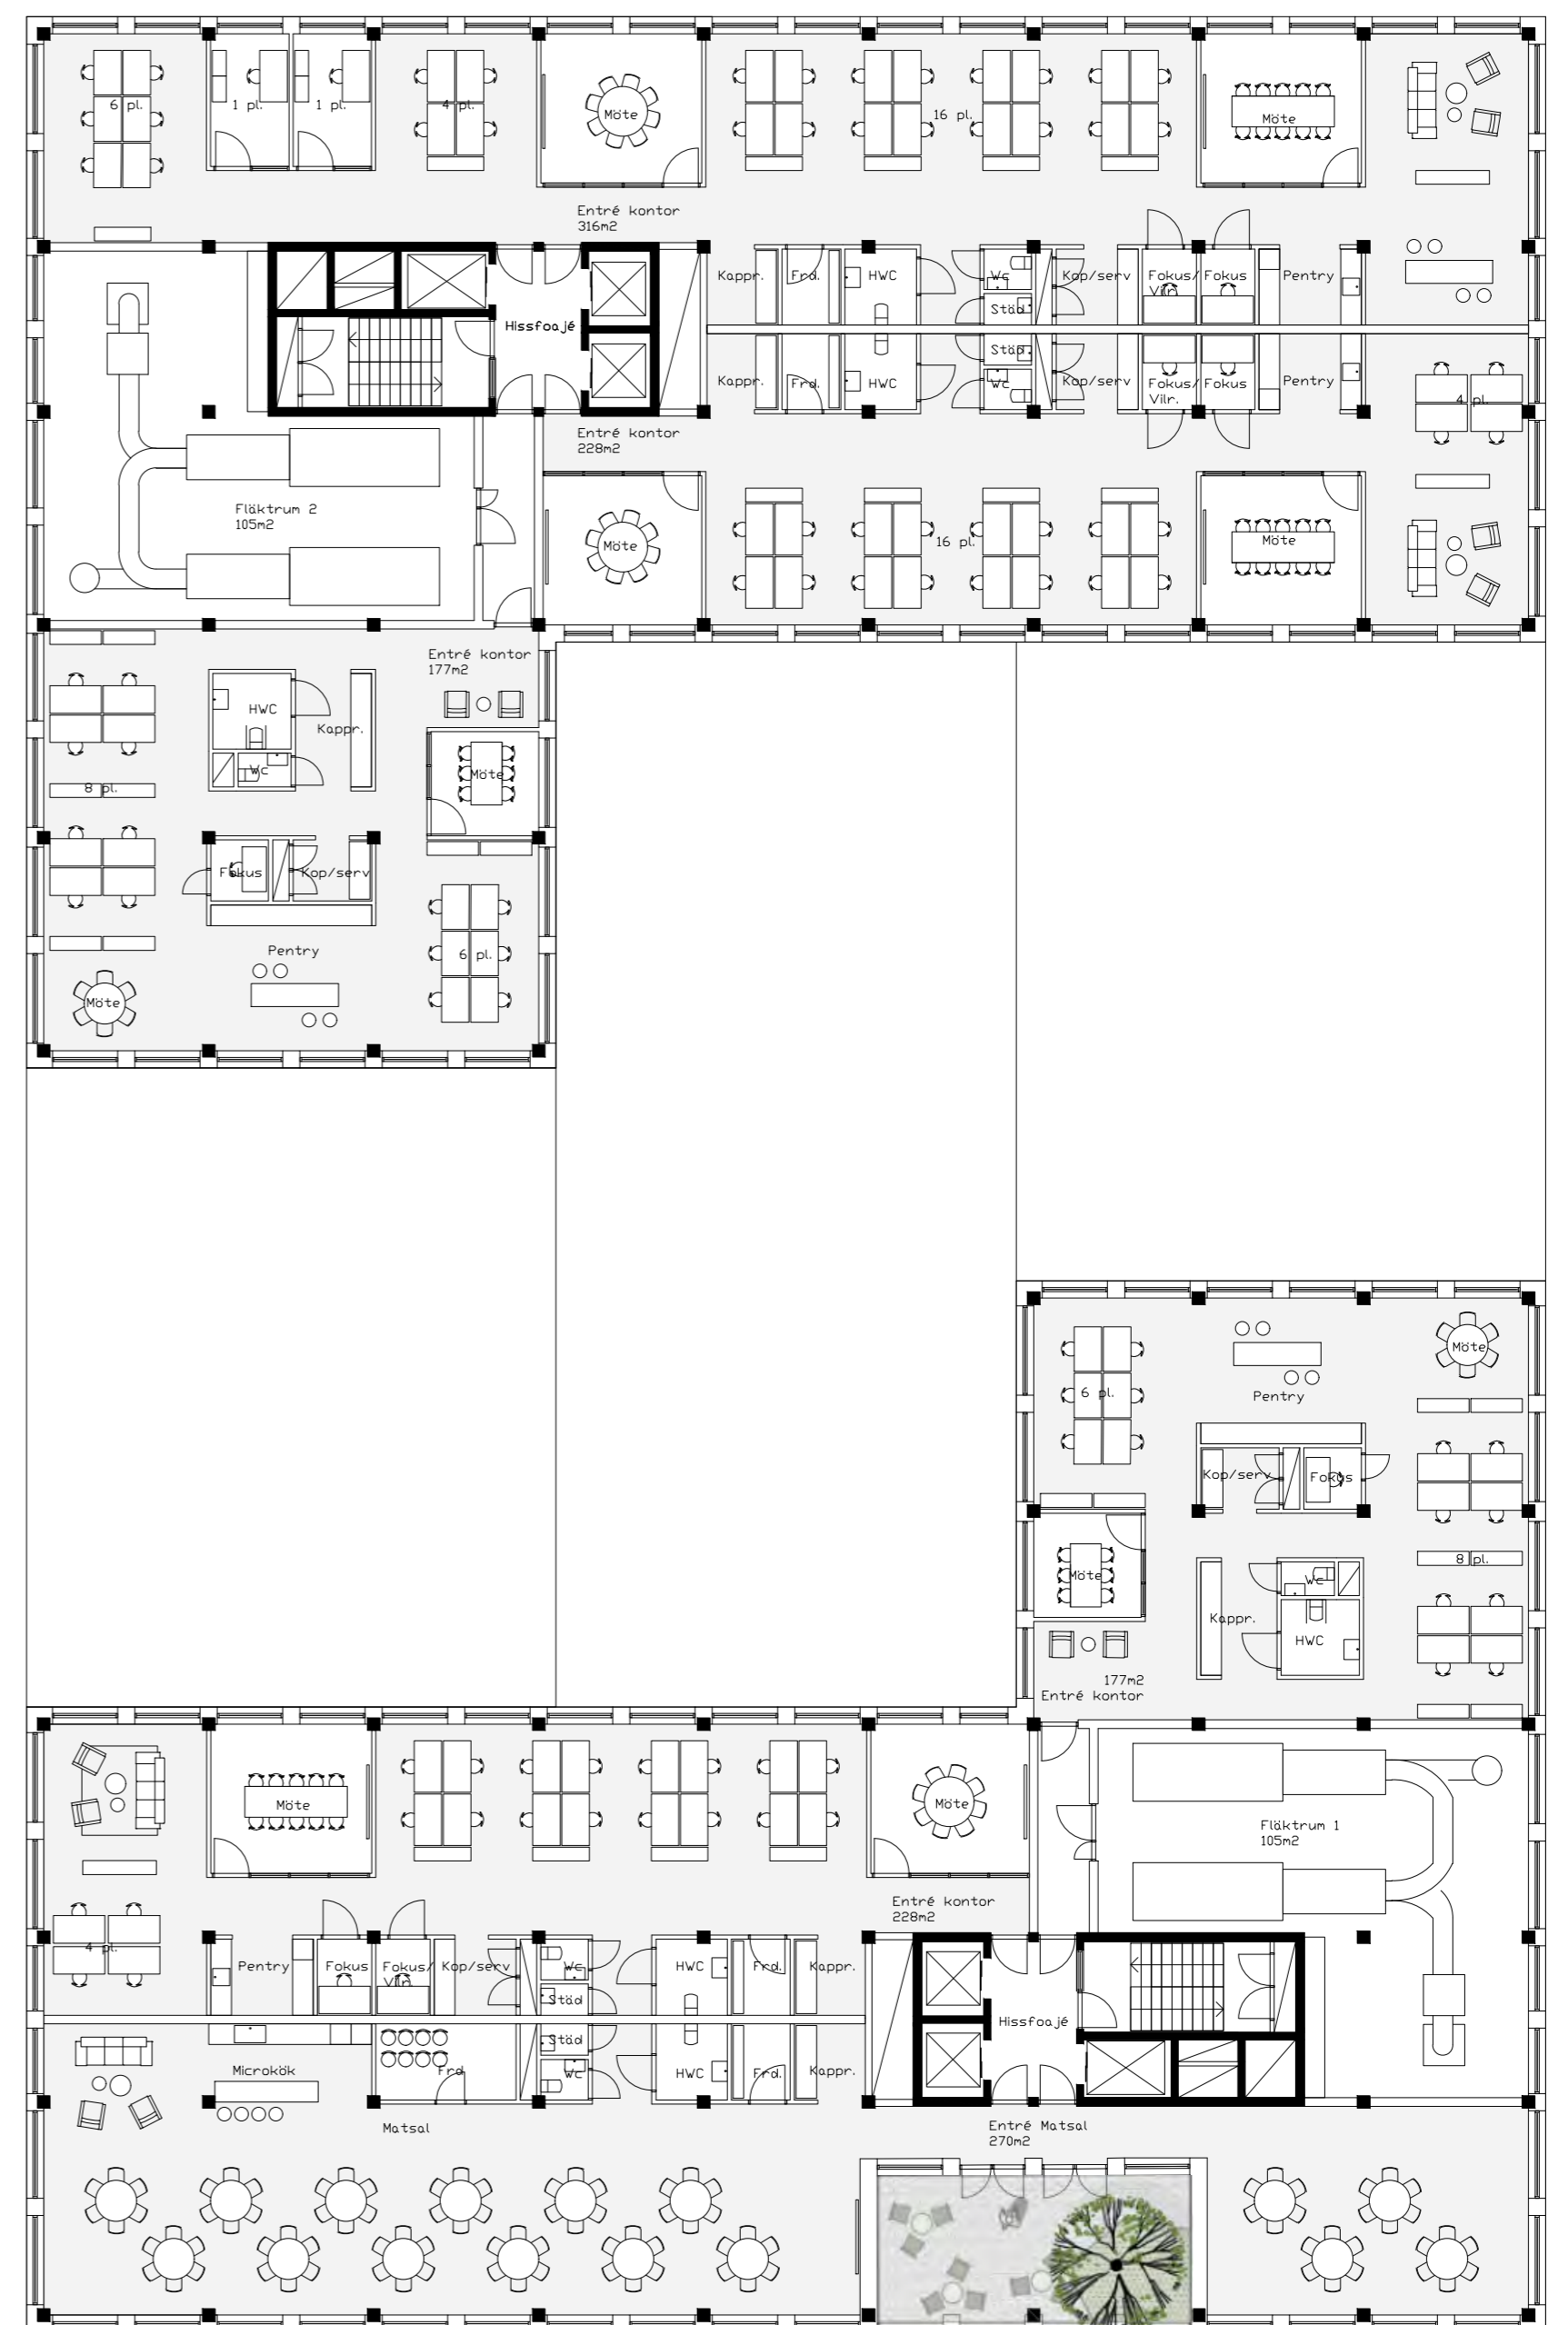 6 pl.
1 pl.
1 pl.
4 pl.
Möte
16 pl.
Möte
Entré kontor
316m2
Kappr.
Frd.
HWC
Wc
Städ
Kop/serv
Fokus/
Vilr.
Fokus
Pentry
Hissfoajé
Kappr.
Frd.
HWC
Städ
Wc
Kop/serv
Fokus/
Vilr.
Fokus
Pentry
4 pl.
Entré kontor
228m2
Fläktrum 2
105m2
Möte
16 pl.
Möte
Entré kontor
177m2
HWC
Kappr.
Wc
Möte
8 pl.
Fokus
Kop/serv
Pentry
6 pl.
Möte
Möte
6 pl.
Pentry
Kop/serv
Fokus
8 pl.
Möte
Wc
Kappr.
HWC
177m2
Entré kontor
Möte
Möte
Fläktrum 1
105m2
Entré kontor
228m2
4 pl.
Pentry
Fokus
Fokus/
Vilr.
Kop/serv
Wc
Städ
HWC
Frd.
Kappr.
Hissfoajé
Microkök
Frd
Städ
Wc
HWC
Frd.
Kappr.
Matsal
Entré Matsal
270m2